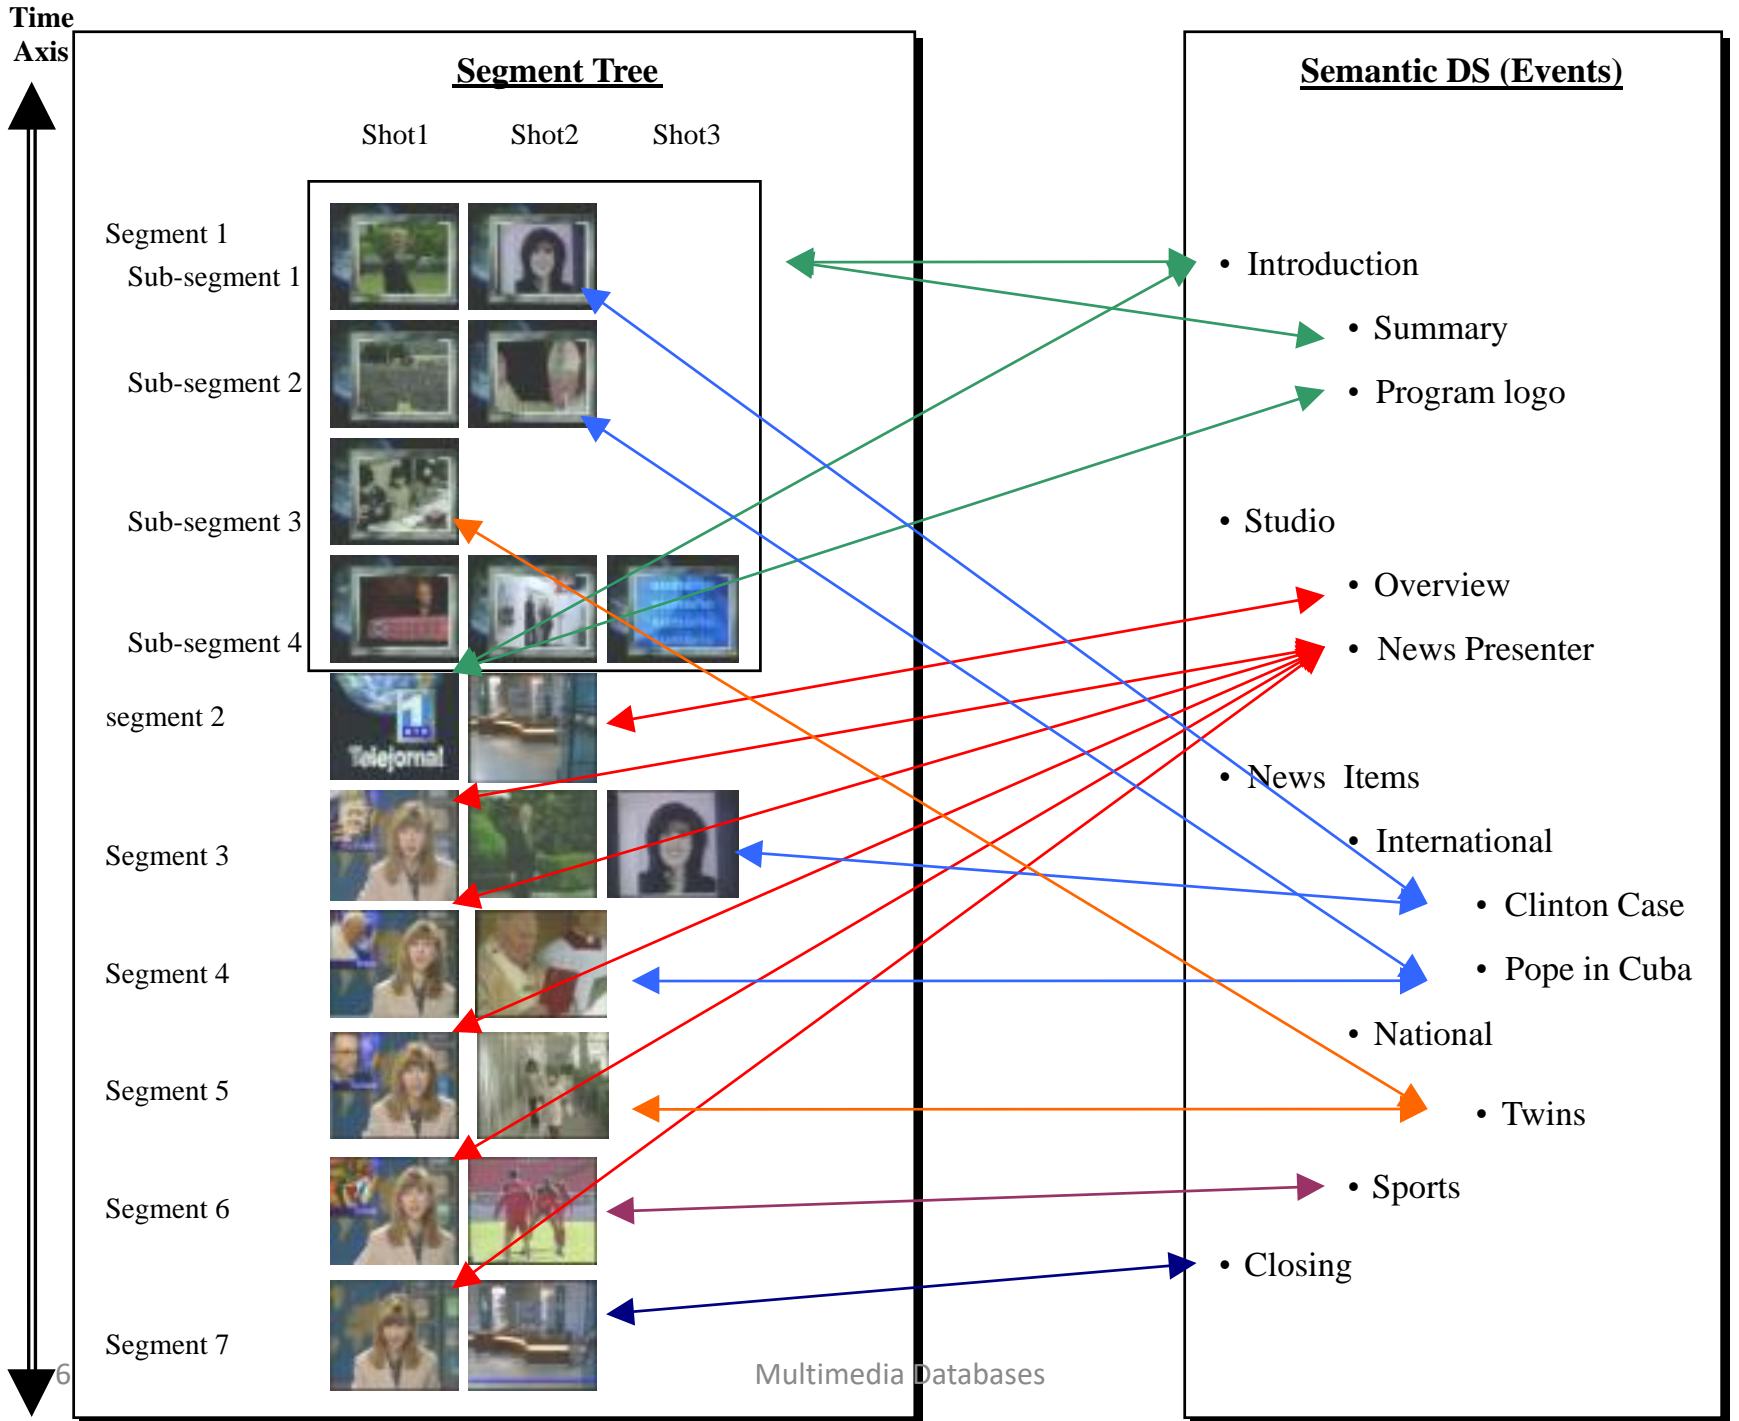 Time
Axis
Segment Tree
Shot1 Shot2 Shot3
Segment 1
Sub-segment 1
Sub-segment 2
Sub-segment 3
Sub-segment 4
segment 2
Telejornal
1
Segment 3
Segment 4
Segment 5
Segment 6
Segment 7
Semantic DS (Events)
• Introduction
• Summary
• Program logo
• Studio
• Overview
• News Presenter
• News Items
• International
• Clinton Case
• Pope in Cuba
• National
• Twins
• Sports
• Closing
6
Multimedia Databases